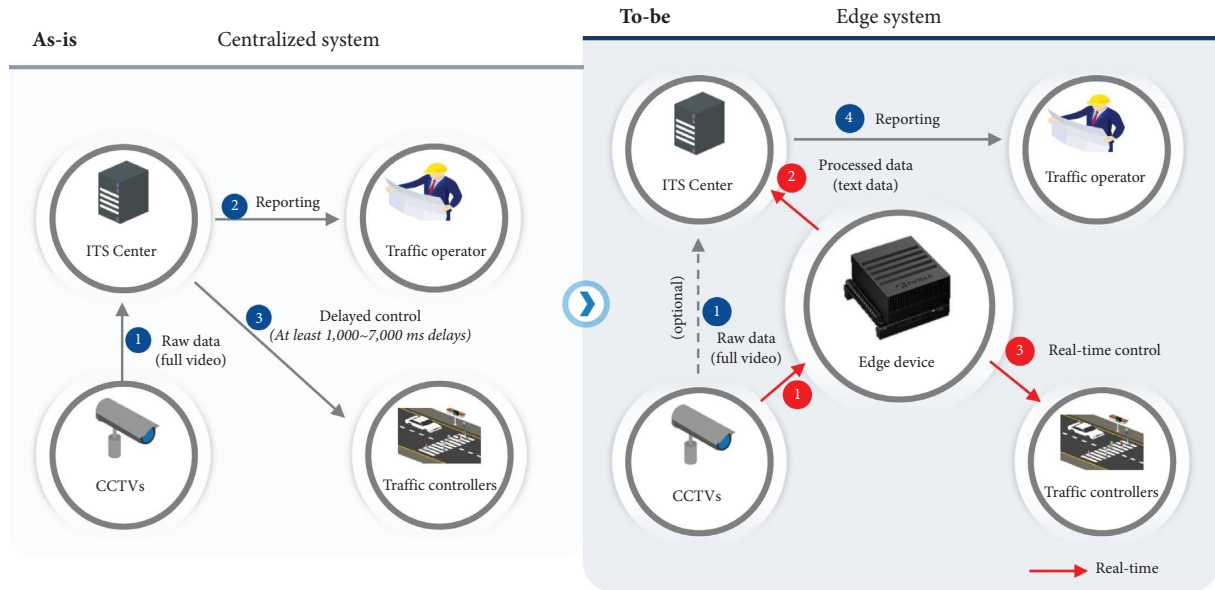 As-is
Centralized system
ITS Center
2
Reporting
Traffic operator
1
Raw data
(full video)
3
Delayed control
(At least 1,000~7,000 ms delays)
CCTVs
Traffic controllers
To-be
Edge system
ITS Center
4
Reporting
Traffic operator
2
Processed data
(text data)
(optional)
1
Raw data
(full video)
Edge device
1
3
Real-time control
CCTVs
Traffic controllers
Real-time